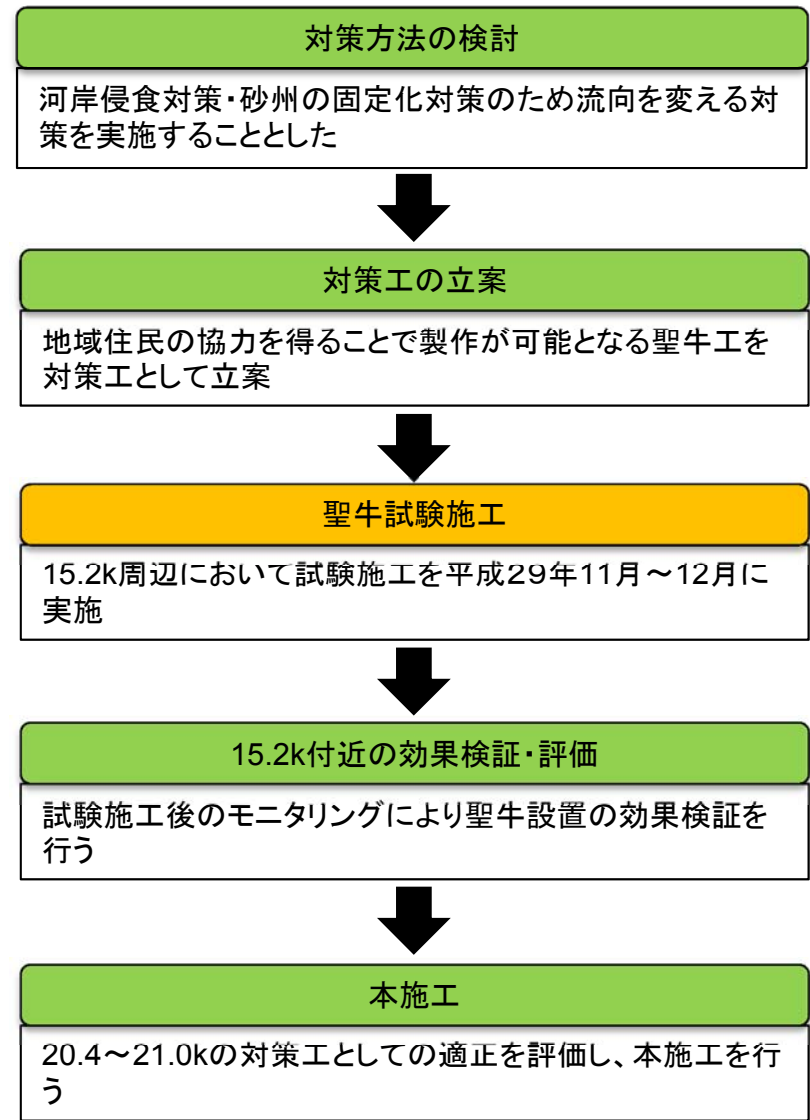 対策方法の検討
河岸侵食対策・砂州の固定化対策のため流向を変える対
策を実施することとした
対策工の立案
地域住民の協力を得ることで製作が可能となる聖牛工を
対策工として立案
聖牛試験施工
15.2k周辺において試験施工を平成29年11月～12月に
実施
15.2k付近の効果検証・評価
試験施工後のモニタリングにより聖牛設置の効果検証を
行う
本施工
20.4～21.0kの対策工としての適正を評価し、本施工を行
う